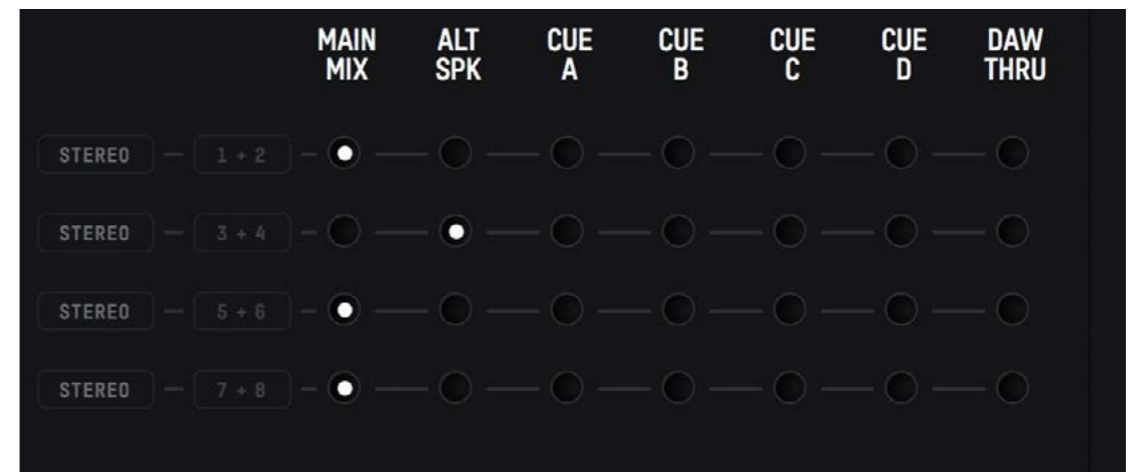 MAIN MIX ALT SPK CUE A CUE B CUE C CUE D DAW THRU
STEREO 1 + 2
STEREO 3 + 4
STEREO 5 + 6
STEREO 7 + 8